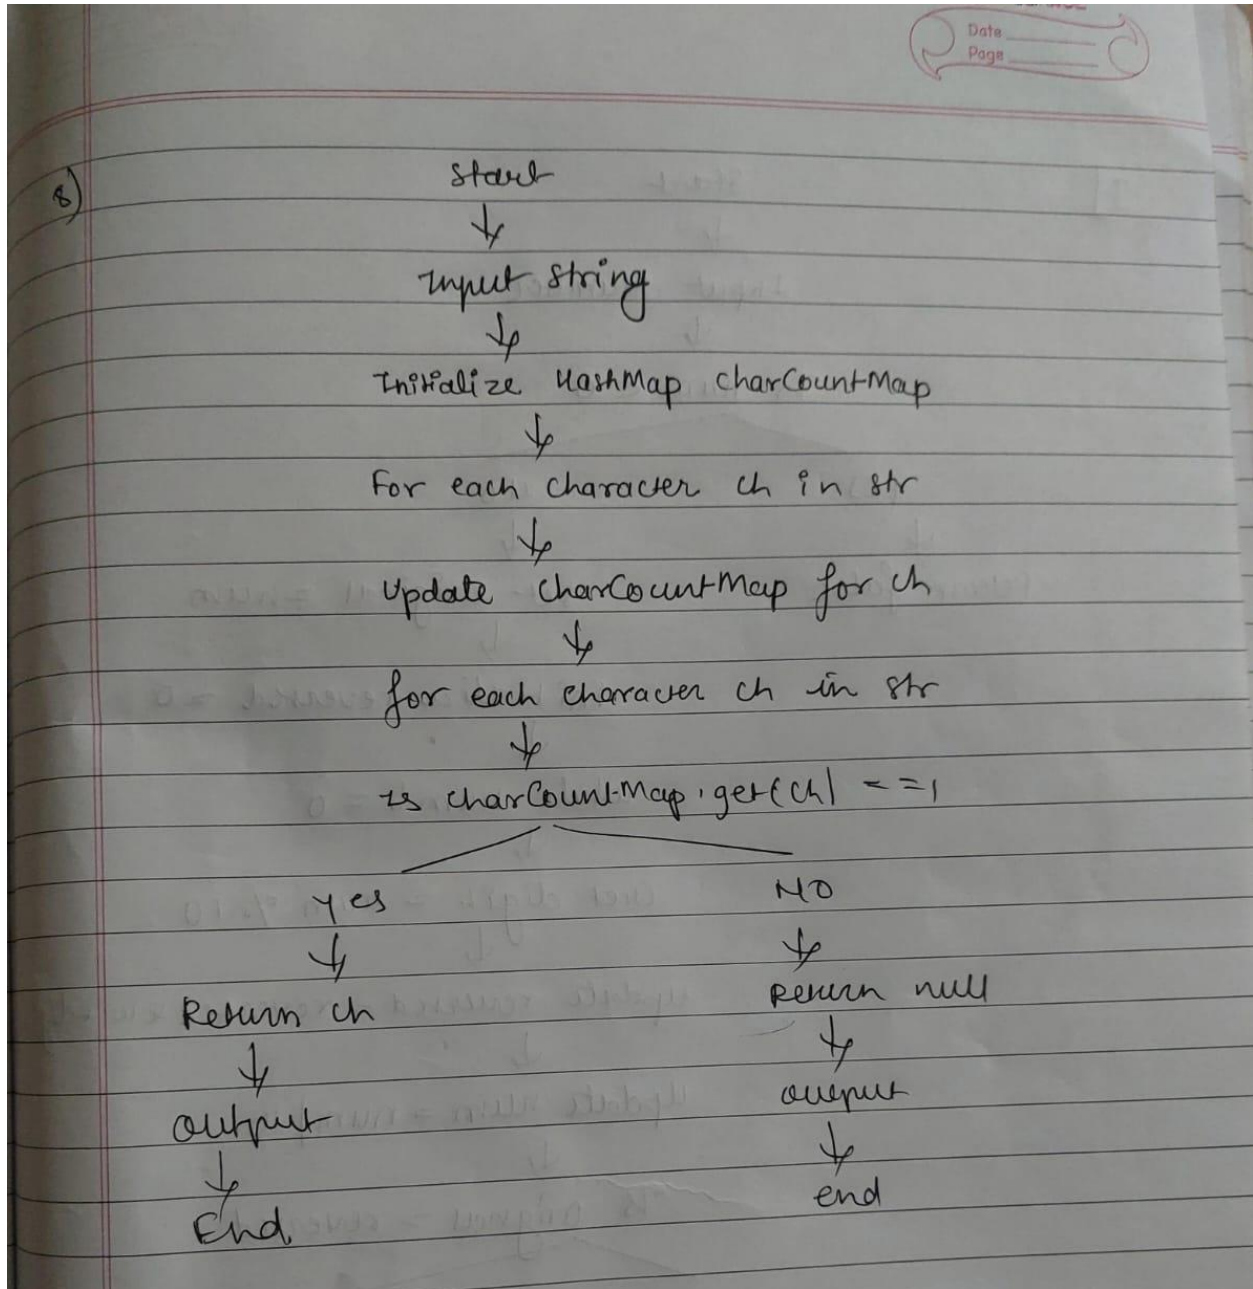 Date
Page
8)
Start
Input string
Initialize HashMap charCountMap
For each character ch in str
Update charCountMap for ch
for each character ch in str
is charCountMap.get(ch) ==1
Yes
NO
Return ch
Return null
output
output
End
end